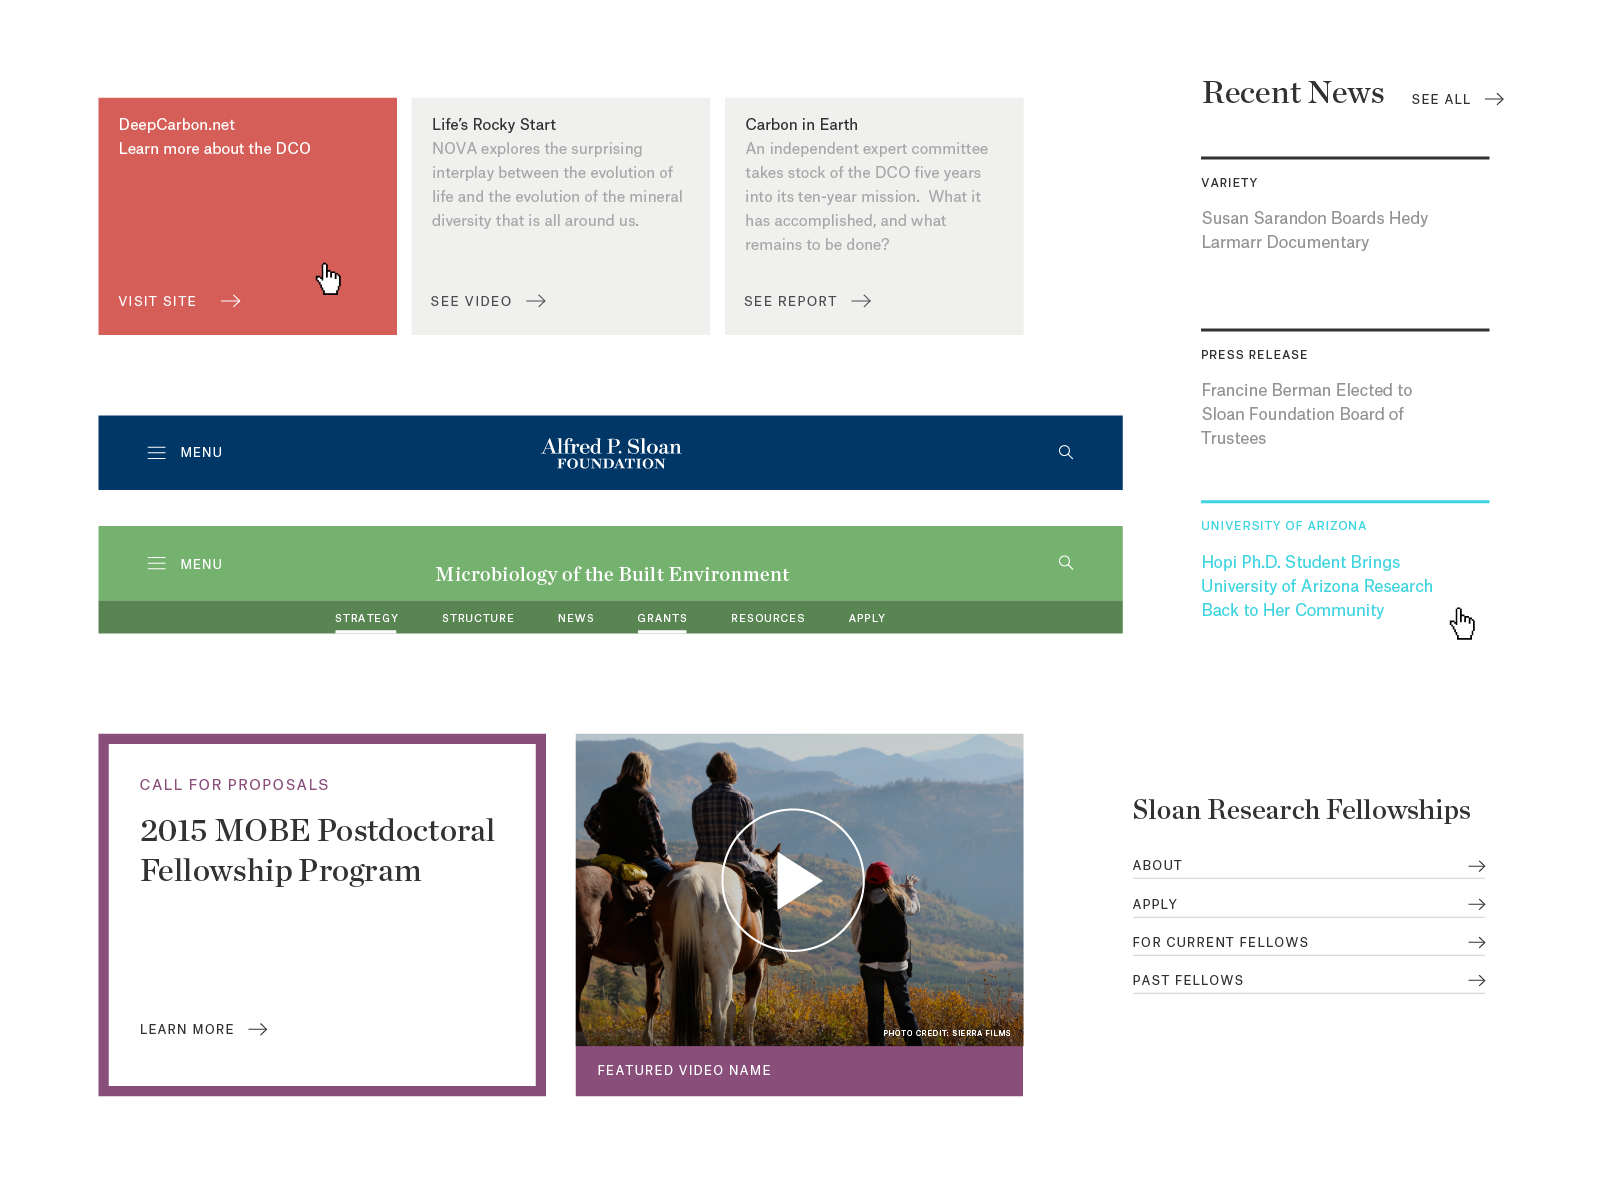 DeepCarbon.net
Learn more about the DCO
VISIT SITE
Life’s Rocky Start
NOVA explores the surprising
interplay between the evolution of
life and the evolution of the mineral
diversity that is all around us.
SEE VIDEO
Carbon in Earth
An independent expert committee
takes stock of the DCO five years
into its ten-year mission.  What it
has accomplished, and what
remains to be done?
SEE REPORT
Recent News
SEE ALL
VARIETY
Susan Sarandon Boards Hedy
Larmarr Documentary
PRESS RELEASE
Francine Berman Elected to
Sloan Foundation Board of
Trustees
UNIVERSITY OF ARIZONA
Hopi Ph.D. Student Brings
University of Arizona Research
Back to Her Community
MENU
Alfred P. Sloan
FOUNDATION
MENU
Microbiology of the Built Environment
STRATEGY STRUCTURE NEWS GRANTS RESOURCES APPLY
CALL FOR PROPOSALS
2015 MOBE Postdoctoral
Fellowship Program
LEARN MORE
PHOTO CREDIT: SIERRA FILMS
FEATURED VIDEO NAME
Sloan Research Fellowships
ABOUT
APPLY
FOR CURRENT FELLOWS
PAST FELLOWS